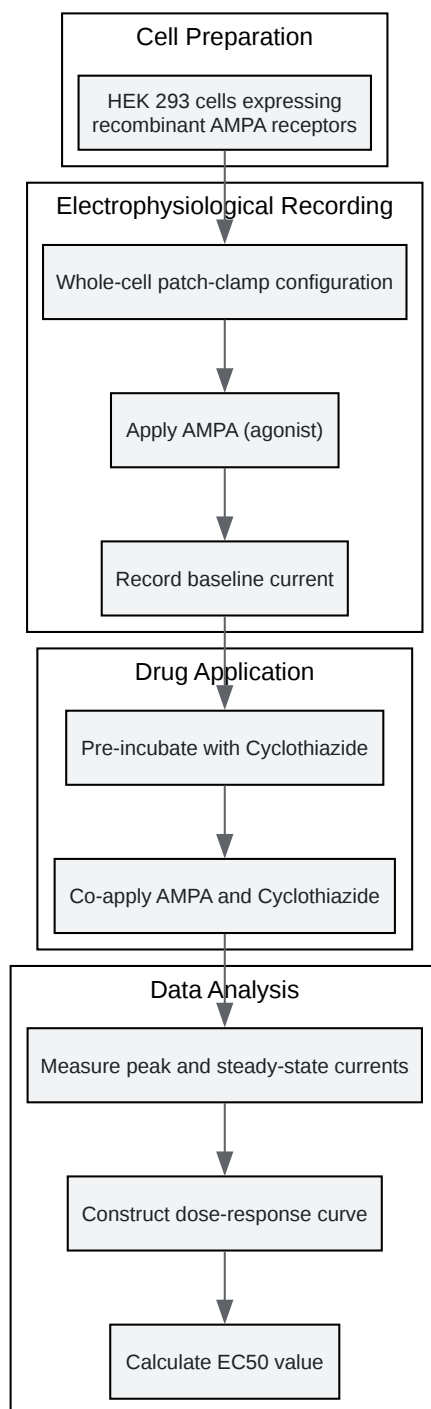 Cell Preparation
HEK 293 cells expressing
recombinant AMPA receptors
Electrophysiological Recording
Whole-cell patch-clamp configuration
Apply AMPA (agonist)
Record baseline current
Drug Application
Pre-incubate with Cyclothiazide
Co-apply AMPA and Cyclothiazide
Data Analysis
Measure peak and steady-state currents
Construct dose-response curve
Calculate EC50 value